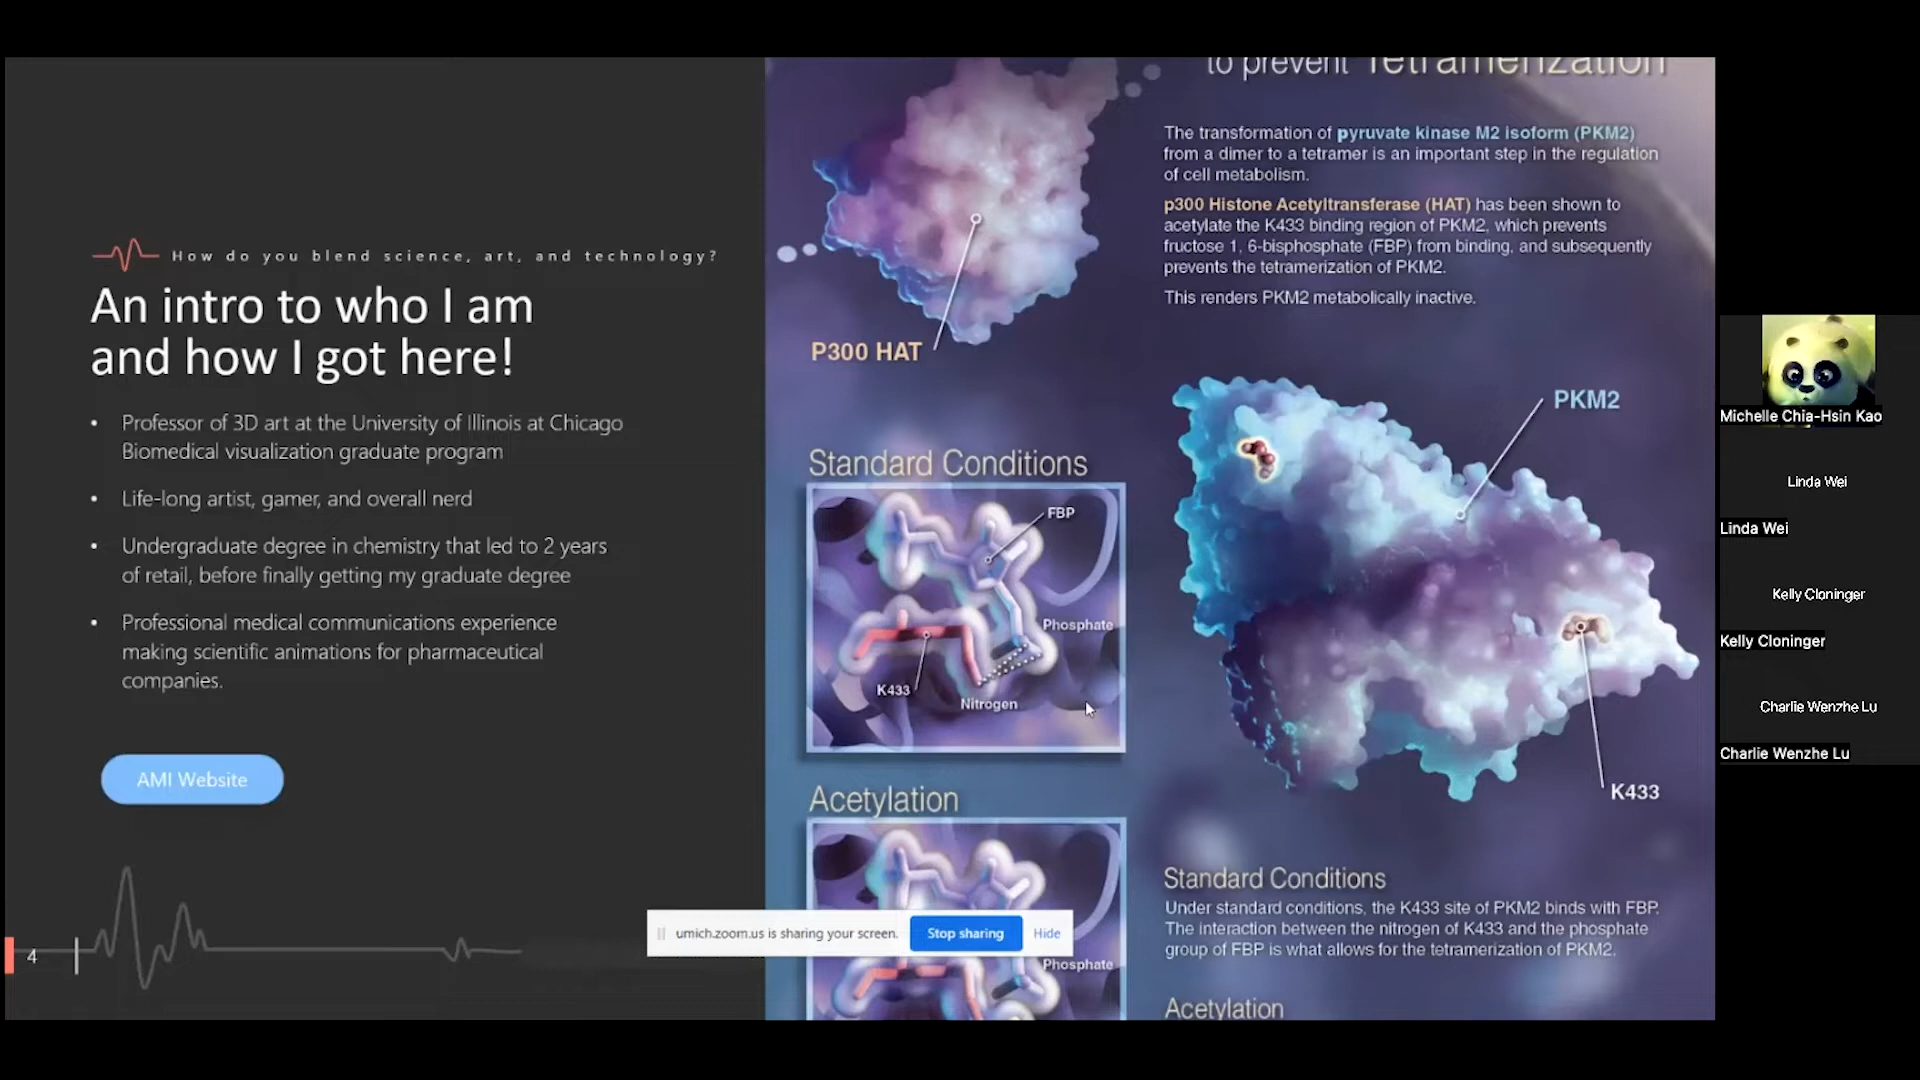 How do you blend science, art, and technology?
An intro to who I am
and how I got here!
• Professor of 3D art at the University of Illinois at Chicago
Biomedical visualization graduate program
• Life-long artist, gamer, and overall nerd
• Undergraduate degree in chemistry that led to 2 years
of retail, before finally getting my graduate degree
• Professional medical communications experience
making scientific animations for pharmaceutical
companies.
AMI Website
4
to prevent Tetramerization
The transformation of pyruvate kinase M2 isoform (PKM2)
from a dimer to a tetramer is an important step in the regulation
of cell metabolism.
p300 Histone Acetyltransferase (HAT) has been shown to
acetylate the K433 binding region of PKM2, which prevents
fructose 1, 6-bisphosphate (FBP) from binding, and subsequently
prevents the tetramerization of PKM2.
This renders PKM2 metabolically inactive.
P300 HAT
PKM2
K433
Standard Conditions
FBP
Phosphate
K433
Nitrogen
Acetylation
Phosphate
Standard Conditions
Under standard conditions, the K433 site of PKM2 binds with FBP.
The interaction between the nitrogen of K433 and the phosphate
group of FBP is what allows for the tetramerization of PKM2.
Acetylation
umich.zoom.us is sharing your screen.
Stop sharing
Hide
Michelle Chia-Hsin Kao
Linda Wei
Linda Wei
Kelly Cloninger
Kelly Cloninger
Charlie Wenzhe Lu
Charlie Wenzhe Lu